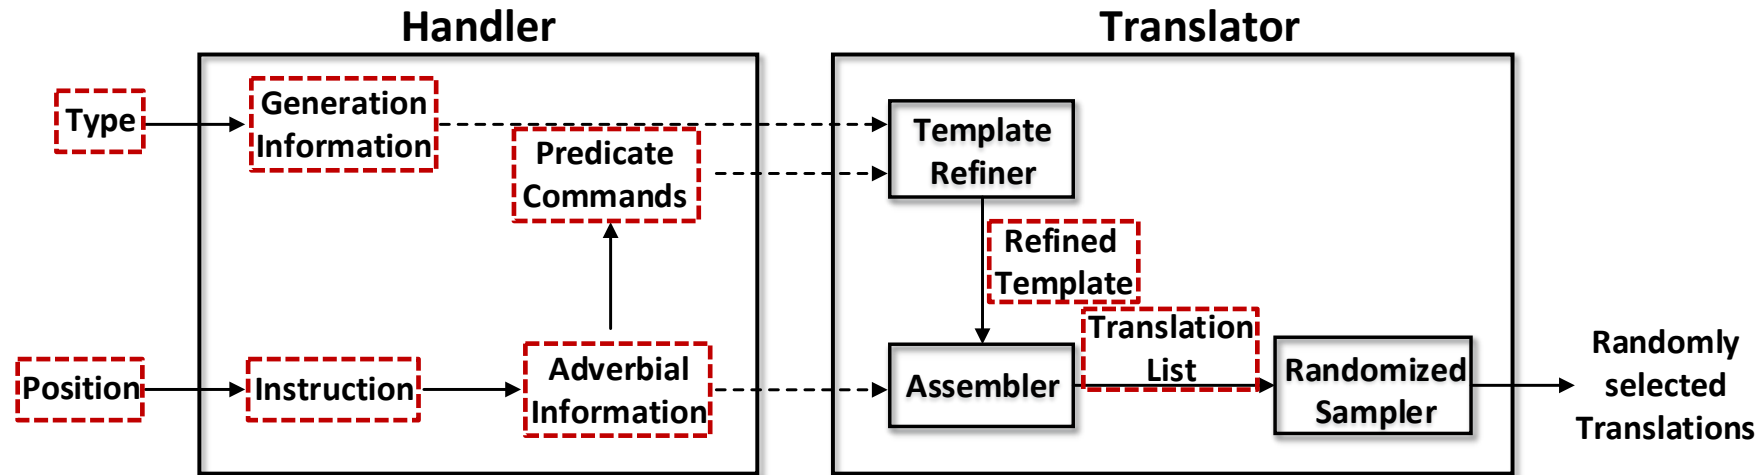 Handler
Translator
Type
Generation
Information
Predicate
Commands
Template
Refiner
Refined
Template
Position
Instruction
Adverbial
Information
Assembler
Translation
List
Randomized
Sampler
Randomly
selected
Translations